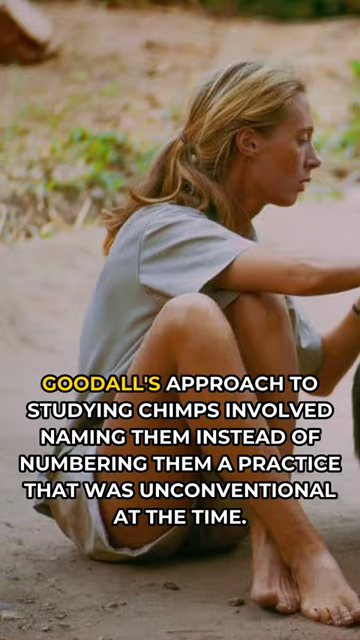 GOODALL'S APPROACH TO
STUDYING CHIMPS INVOLVED
NAMING THEM INSTEAD OF
NUMBERING THEM A PRACTICE
THAT WAS UNCONVENTIONAL
AT THE TIME.